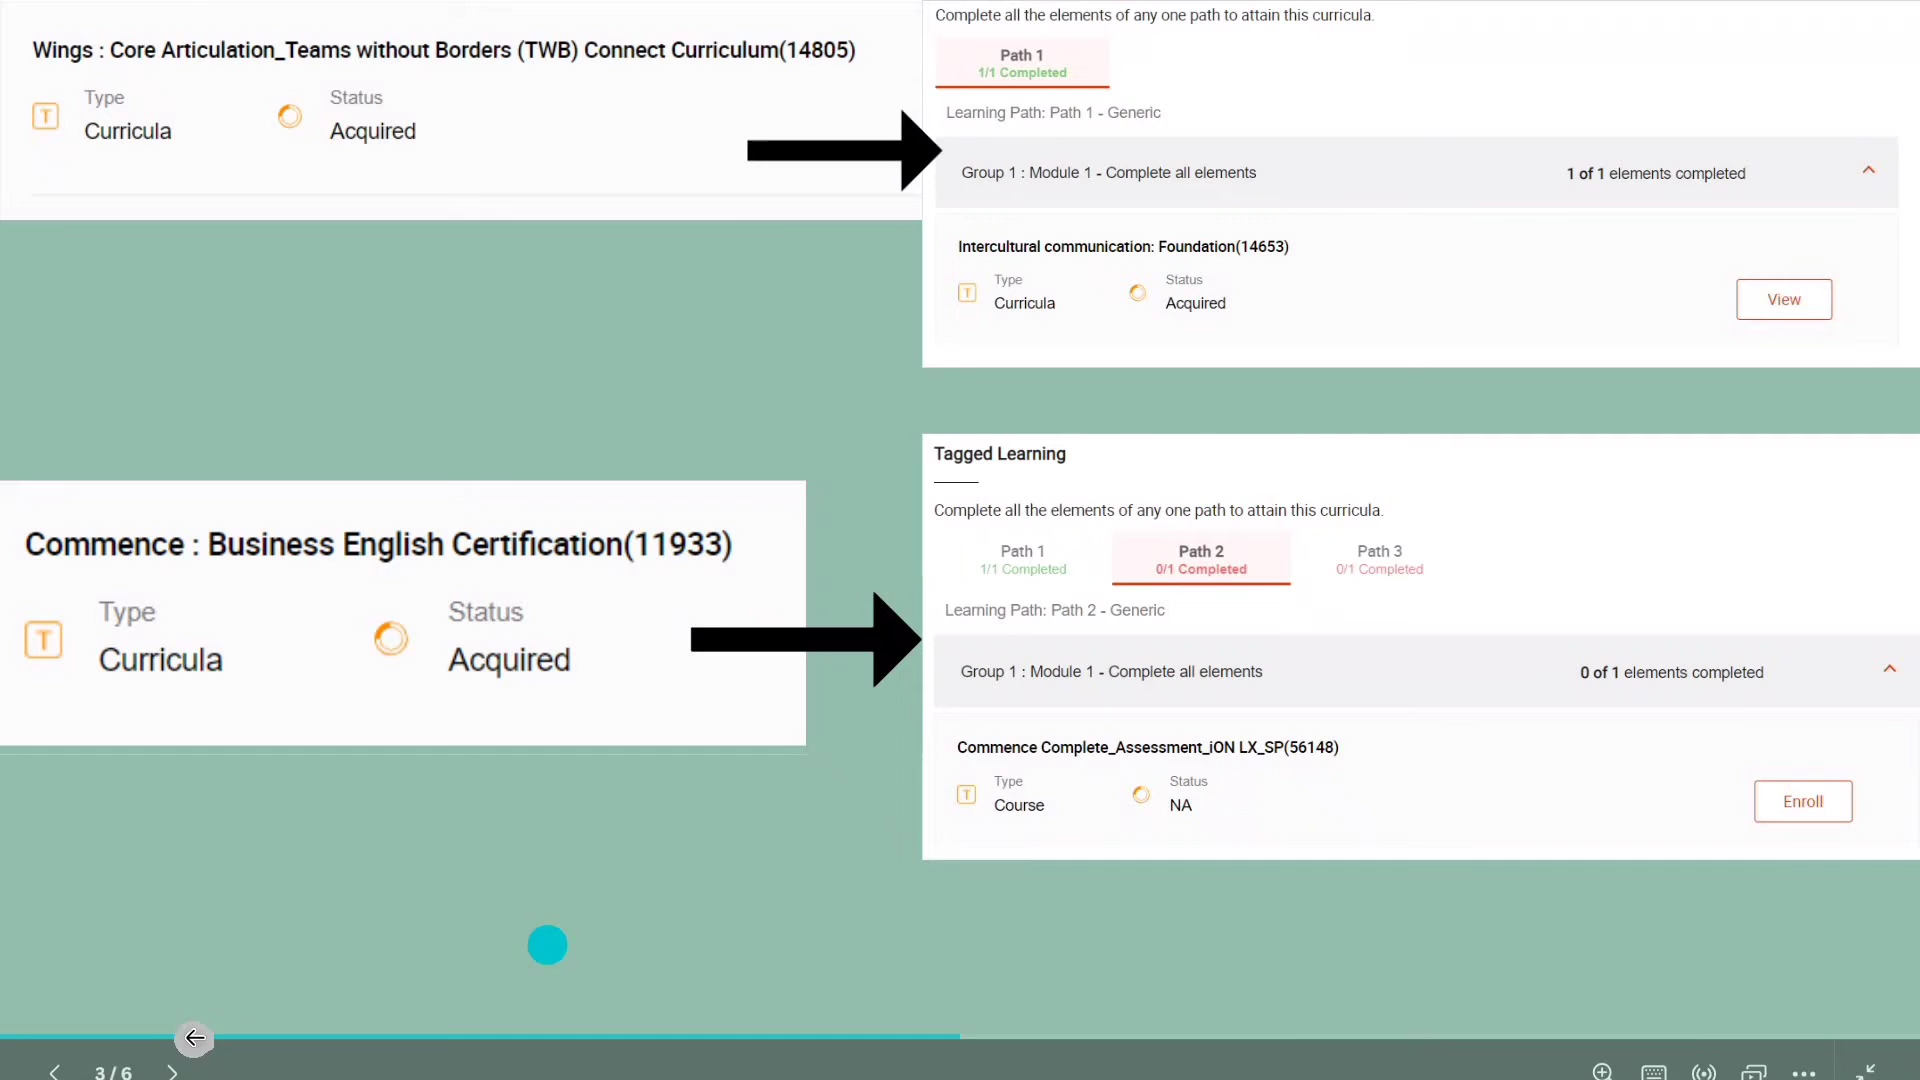 Wings : Core Articulation_Teams without Borders (TWB) Connect Curriculum(14805)
T
Type
Curricula
Status
Acquired
Complete all the elements of any one path to attain this curricula.
Path 1
1/1 Completed
Learning Path: Path 1 - Generic
Group 1 : Module 1 - Complete all elements
1 of 1 elements completed
Intercultural communication: Foundation(14653)
T
Type
Curricula
Status
Acquired
View
Commence : Business English Certification(11933)
T
Type
Curricula
Status
Acquired
Tagged Learning
Complete all the elements of any one path to attain this curricula.
Path 1
1/1 Completed
Path 2
0/1 Completed
Path 3
0/1 Completed
Learning Path: Path 2 - Generic
Group 1 : Module 1 - Complete all elements
0 of 1 elements completed
Commence Complete_Assessment_iON LX_SP(56148)
T
Type
Course
Status
NA
Enroll
3 / 6